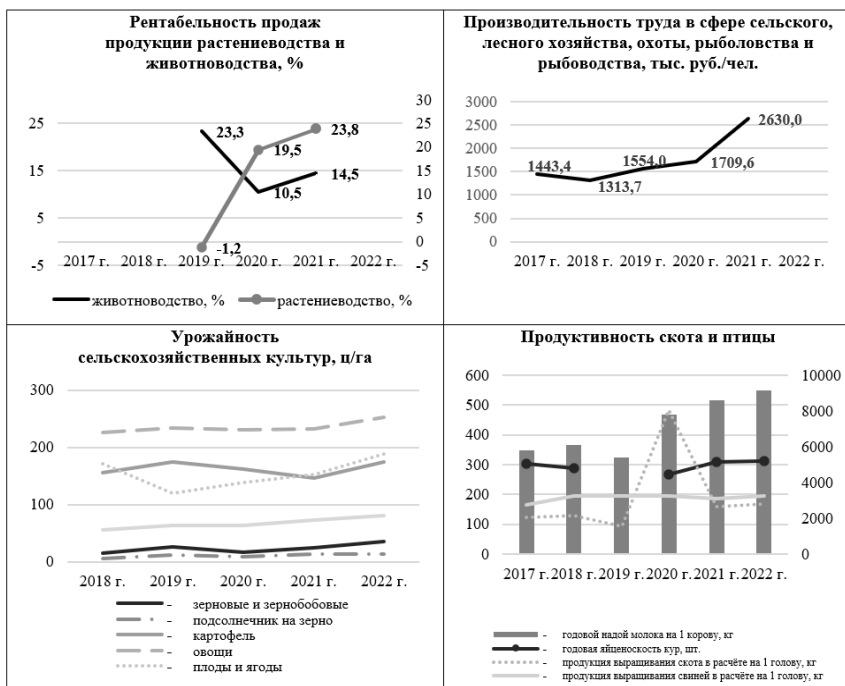 Рентабельность продаж
продукции растениеводства и
животноводства, %
30
25
25
23,3
23,8
20
19,5
15
15
14,5
10
10,5
5
5
0
-1,2
-5
-5
2017 г. 2018 г. 2019 г. 2020 г. 2021 г. 2022 г.
животноводство, %
растениеводство, %
Производительность труда в сфере сельского,
лесного хозяйства, охоты, рыболовства и
рыбоводства, тыс. руб./чел.
3000
2500
2630,0
2000
1443,4
1554,0
1709,6
1500
1313,7
1000
500
0
2017 г. 2018 г. 2019 г. 2020 г. 2021 г. 2022 г.
Урожайность
сельскохозяйственных культур, ц/га
300
200
100
0
2018 г. 2019 г. 2020 г. 2021 г. 2022 г.
- зерновые и зернобобовые
- подсолнечник на зерно
- картофель
- овощи
- плоды и ягоды
Продуктивность скота и птицы
600
10000
500
8000
400
6000
300
4000
200
2000
100
0
0
2017 г. 2018 г. 2019 г. 2020 г. 2021 г. 2022 г.
- годовой надой молока на 1 корову, кг
- годовая яйценоскость кур, шт.
- продукция выращивания скота в расчёте на 1 голову, кг
- продукция выращивания свиней в расчёте на 1 голову, кг